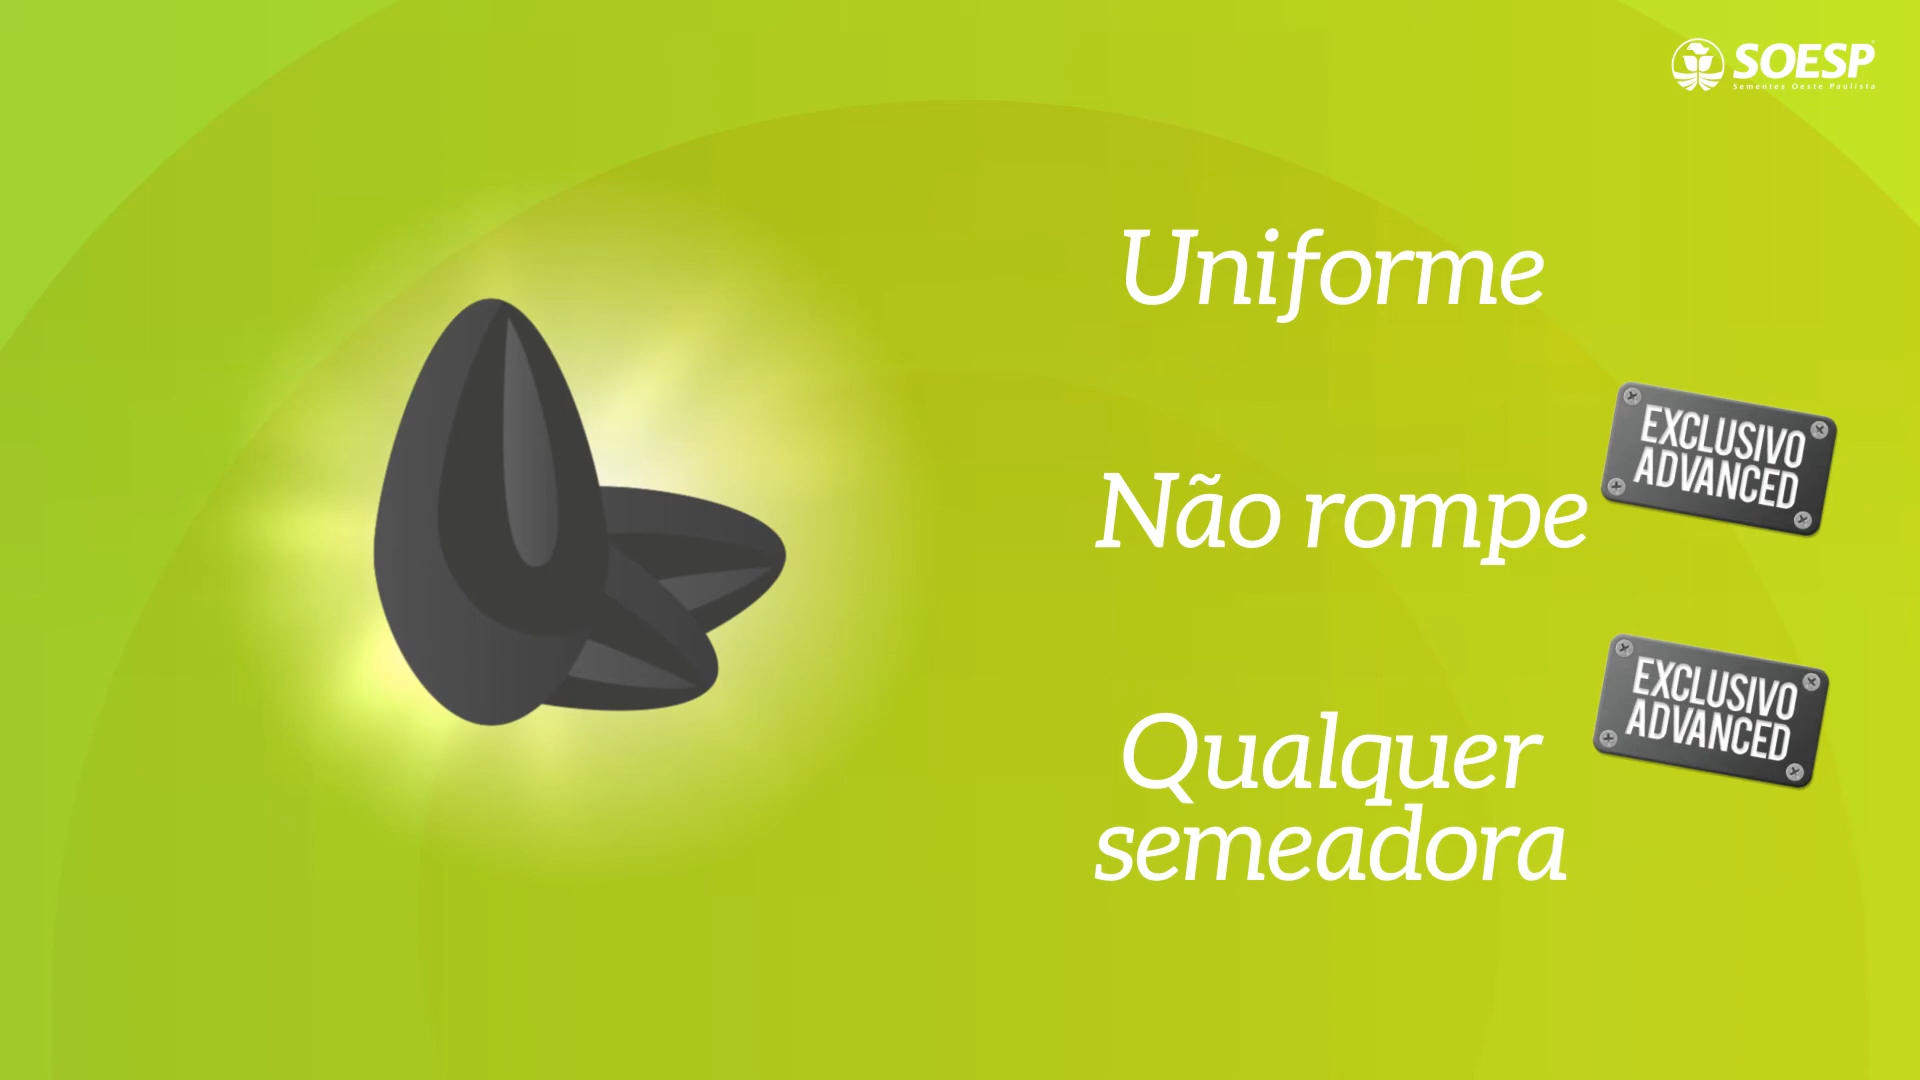 SOESP
Sementes Oeste Paulista
Uniforme
EXCLUSIVO
ADVANCED
Não rompe
EXCLUSIVO
ADVANCED
Qualquer
semeadora